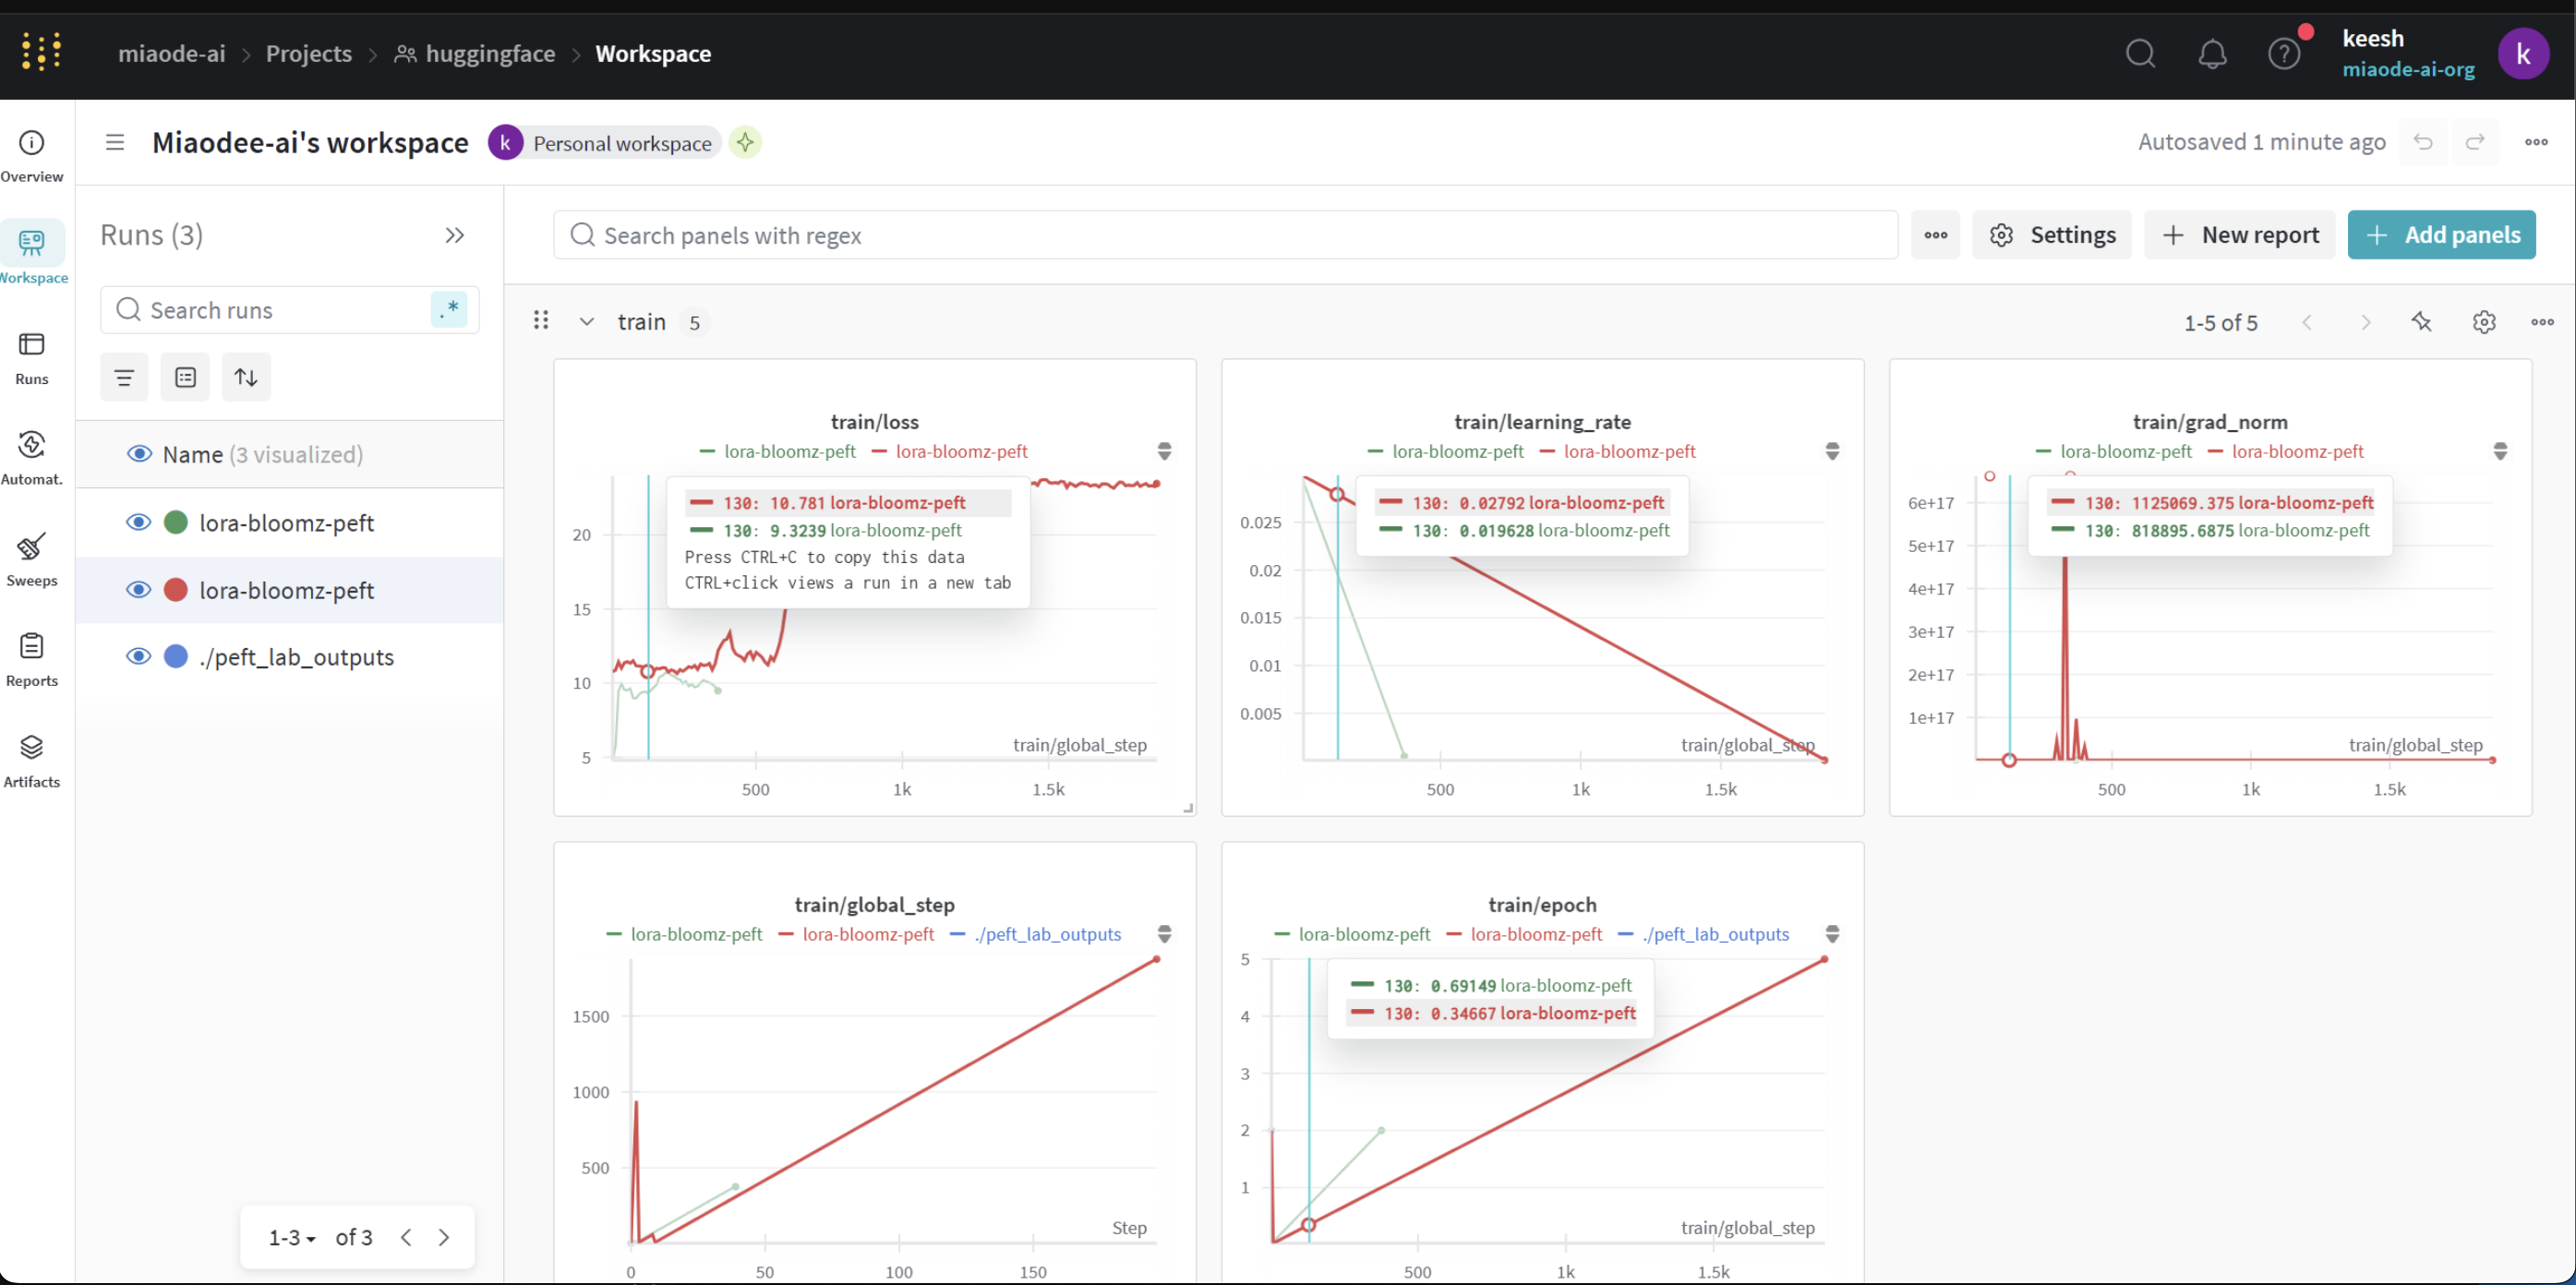 miaode-ai > Projects > huggingface > Workspace
keesh
miaode-ai-org
k
Overview
Workspace
Runs
Automat.
Sweeps
Reports
Artifacts
Miaodee-ai's workspace
k Personal workspace
Autosaved 1 minute ago
Runs (3)
Search runs
.*
Name (3 visualized)
lora-bloomz-peft
lora-bloomz-peft
./peft_lab_outputs
1-3 of 3
Search panels with regex
Settings
New report
Add panels
train 5
1-5 of 5
train/loss
lora-bloomz-peft lora-bloomz-peft
130: 10.781 lora-bloomz-peft
130: 9.3239 lora-bloomz-peft
Press CTRL+C to copy this data
CTRL+click views a run in a new tab
20
15
10
5
train/global_step
500 1k 1.5k
train/learning_rate
lora-bloomz-peft lora-bloomz-peft
130: 0.02792 lora-bloomz-peft
130: 0.019628 lora-bloomz-peft
0.025
0.02
0.015
0.01
0.005
train/global_step
500 1k 1.5k
train/grad_norm
lora-bloomz-peft lora-bloomz-peft
130: 1125069.375 lora-bloomz-peft
130: 818895.6875 lora-bloomz-peft
6e+17
5e+17
4e+17
3e+17
2e+17
1e+17
train/global_step
500 1k 1.5k
train/global_step
lora-bloomz-peft lora-bloomz-peft ./peft_lab_outputs
1500
1000
500
Step
0 50 100 150
train/epoch
lora-bloomz-peft lora-bloomz-peft ./peft_lab_outputs
130: 0.69149 lora-bloomz-peft
130: 0.34667 lora-bloomz-peft
5
4
3
2
1
train/global_step
500 1k 1.5k